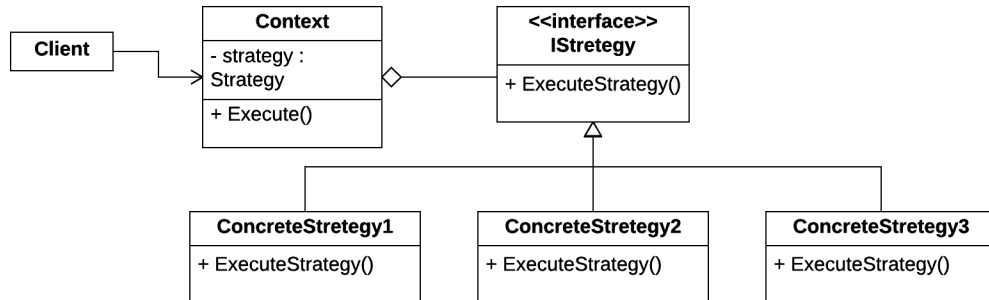 Client
Context
- strategy :
Strategy
+ Execute()
<<interface>>
IStretegy
+ ExecuteStrategy()
ConcreteStretegy1
+ ExecuteStrategy()
ConcreteStretegy2
+ ExecuteStrategy()
ConcreteStretegy3
+ ExecuteStrategy()